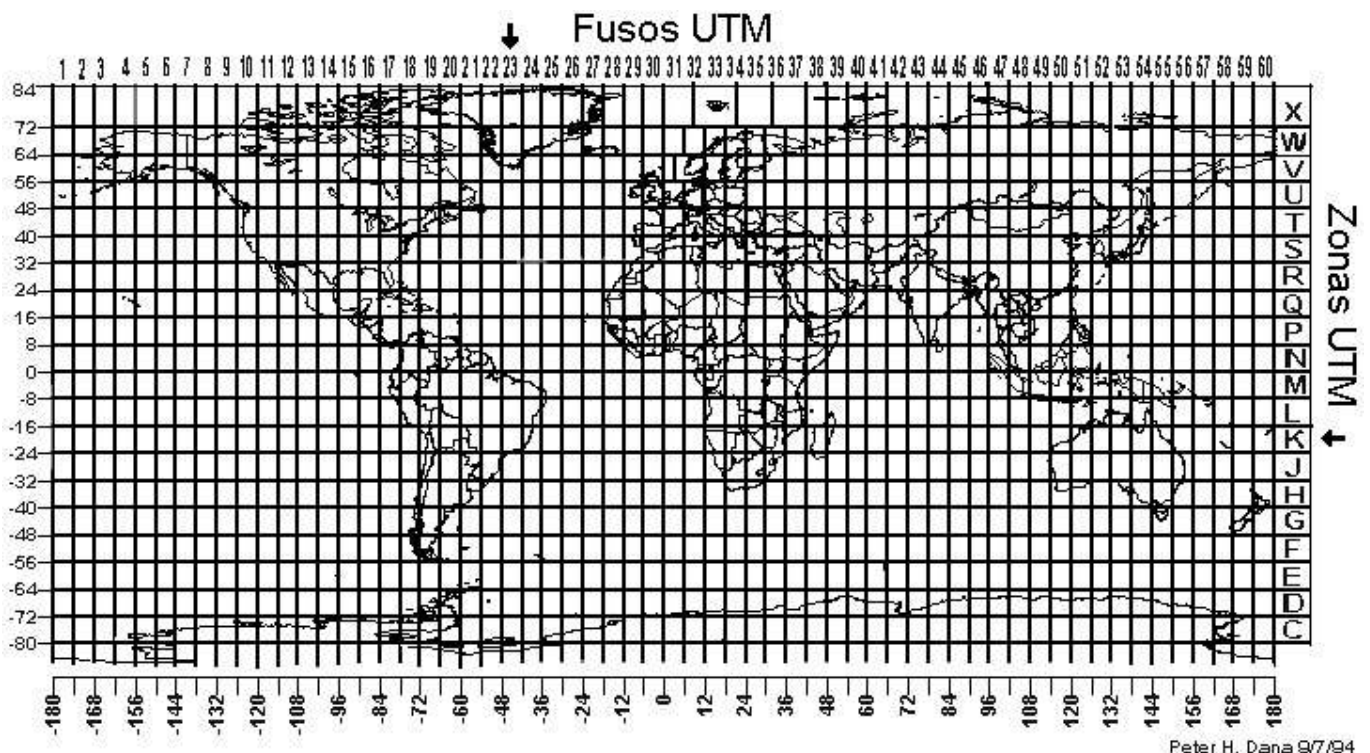 Fusos UTM
1 2 3 4 5 6 7 8 9 10 11 12 13 14 15 16 17 18 19 20 21 22 23 24 25 26 27 28 29 30 31 32 33 34 35 36 37 38 39 40 41 42 43 44 45 46 47 48 49 50 51 52 53 54 55 56 57 58 59 60
84
X
72
W
64
V
56
U
48
T
40
S
32
R
24
Q
16
P
8
N
0
M
-8
L
-16
K
-24
J
-32
H
-40
G
-48
F
-56
E
-64
D
-72
C
-80
Zonas UTM
-180 -168 -156 -144 -132 -120 -108 -96 -84 -72 -60 -48 -36 -24 -12 0 12 24 36 48 60 72 84 96 108 120 132 144 156 168 180
Peter H. Dana 9/7/94